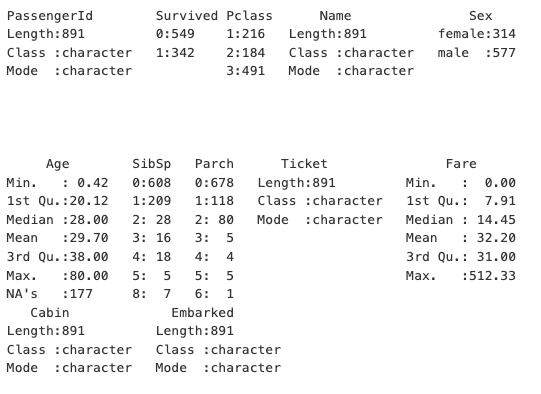 PassengerId        Survived Pclass      Name               Sex
Length:891         0:549    1:216   Length:891         female:314
Class :character   1:342    2:184   Class :character   male  :577
Mode  :character            3:491   Mode  :character
     Age        SibSp   Parch      Ticket               Fare
Min.   : 0.42   0:608   0:678   Length:891         Min.   :  0.00
1st Qu.:20.12   1:209   1:118   Class :character   1st Qu.:  7.91
Median :28.00   2: 28   2: 80   Mode  :character   Median : 14.45
Mean   :29.70   3: 16   3:  5                      Mean   : 32.20
3rd Qu.:38.00   4: 18   4:  4                      3rd Qu.: 31.00
Max.   :80.00   5:  5   5:  5                      Max.   :512.33
NA's   :177     8:  7   6:  1
   Cabin             Embarked
Length:891         Length:891
Class :character   Class :character
Mode  :character   Mode  :character